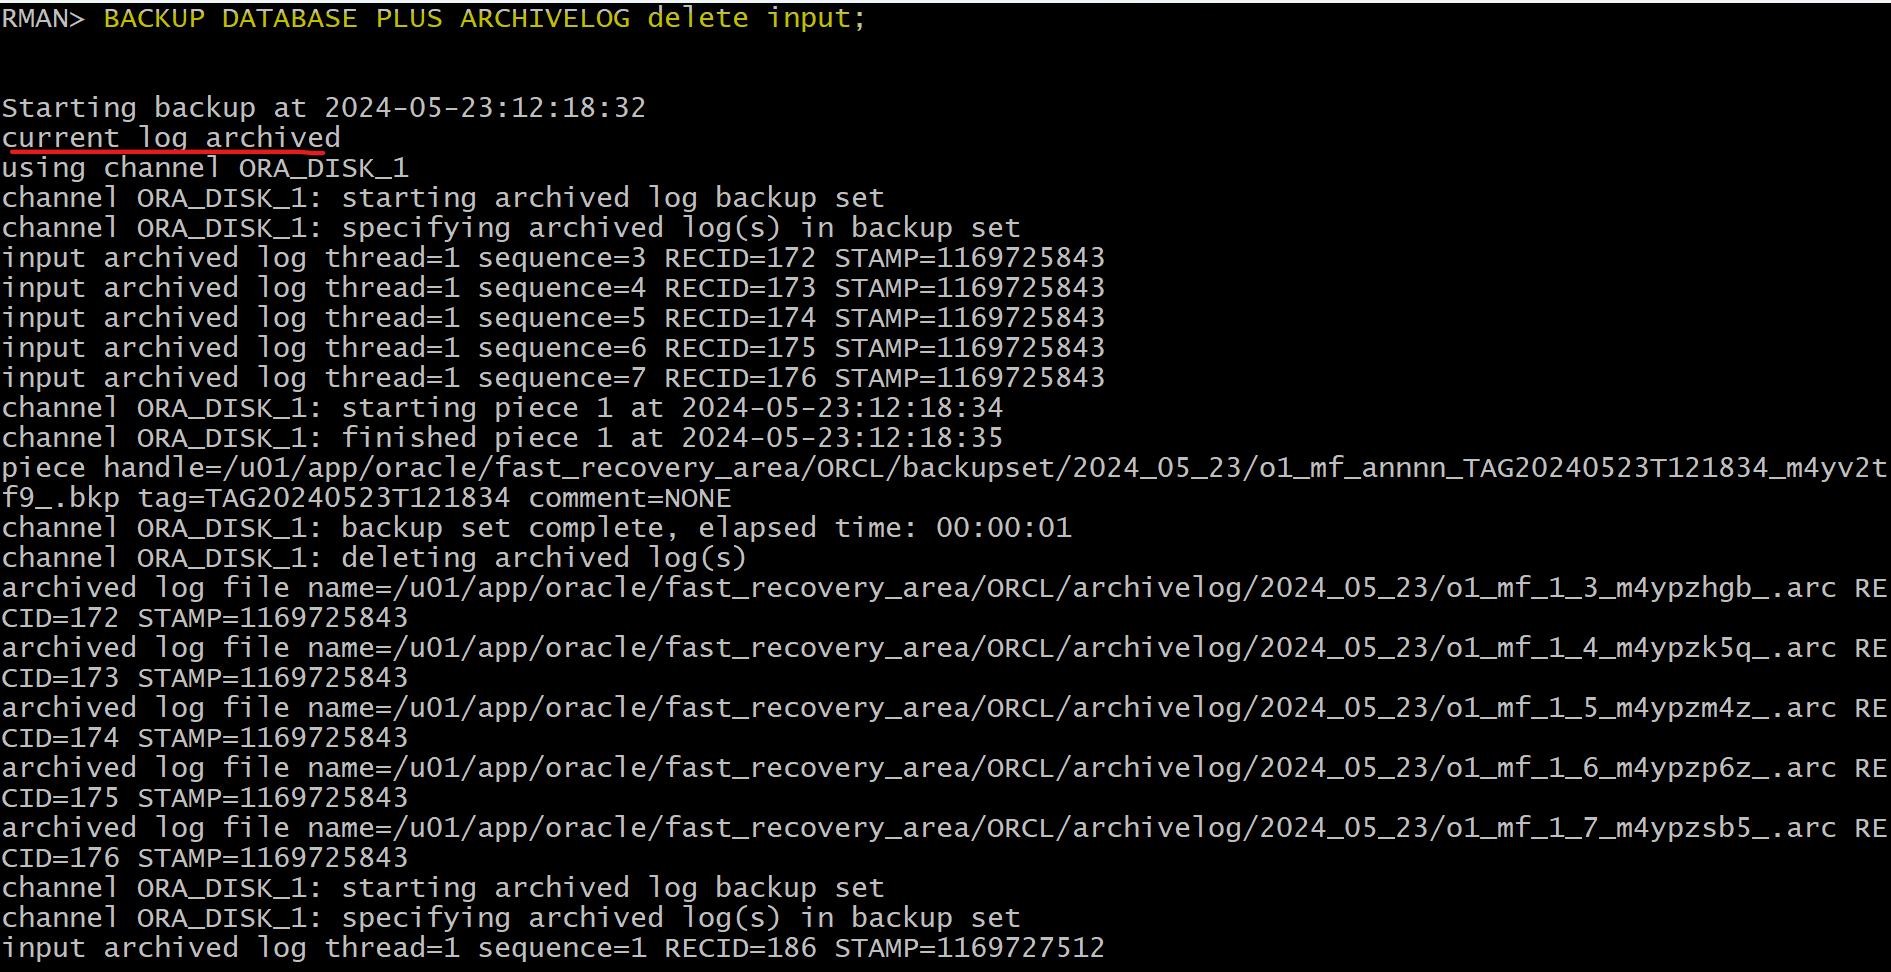 RMAN> BACKUP DATABASE PLUS ARCHIVELOG delete input;
Starting backup at 2024-05-23:12:18:32
current log archived
using channel ORA_DISK_1
channel ORA_DISK_1: starting archived log backup set
channel ORA_DISK_1: specifying archived log(s) in backup set
input archived log thread=1 sequence=3 RECID=172 STAMP=1169725843
input archived log thread=1 sequence=4 RECID=173 STAMP=1169725843
input archived log thread=1 sequence=5 RECID=174 STAMP=1169725843
input archived log thread=1 sequence=6 RECID=175 STAMP=1169725843
input archived log thread=1 sequence=7 RECID=176 STAMP=1169725843
channel ORA_DISK_1: starting piece 1 at 2024-05-23:12:18:34
channel ORA_DISK_1: finished piece 1 at 2024-05-23:12:18:35
piece handle=/u01/app/oracle/fast_recovery_area/ORCL/backupset/2024_05_23/o1_mf_annnn_TAG20240523T121834_m4yv2t
f9_.bkp tag=TAG20240523T121834 comment=NONE
channel ORA_DISK_1: backup set complete, elapsed time: 00:00:01
channel ORA_DISK_1: deleting archived log(s)
archived log file name=/u01/app/oracle/fast_recovery_area/ORCL/archivelog/2024_05_23/o1_mf_1_3_m4ypzhgb_.arc RE
CID=172 STAMP=1169725843
archived log file name=/u01/app/oracle/fast_recovery_area/ORCL/archivelog/2024_05_23/o1_mf_1_4_m4ypzk5q_.arc RE
CID=173 STAMP=1169725843
archived log file name=/u01/app/oracle/fast_recovery_area/ORCL/archivelog/2024_05_23/o1_mf_1_5_m4ypzm4z_.arc RE
CID=174 STAMP=1169725843
archived log file name=/u01/app/oracle/fast_recovery_area/ORCL/archivelog/2024_05_23/o1_mf_1_6_m4ypzp6z_.arc RE
CID=175 STAMP=1169725843
archived log file name=/u01/app/oracle/fast_recovery_area/ORCL/archivelog/2024_05_23/o1_mf_1_7_m4ypzsb5_.arc RE
CID=176 STAMP=1169725843
channel ORA_DISK_1: starting archived log backup set
channel ORA_DISK_1: specifying archived log(s) in backup set
input archived log thread=1 sequence=1 RECID=186 STAMP=1169727512